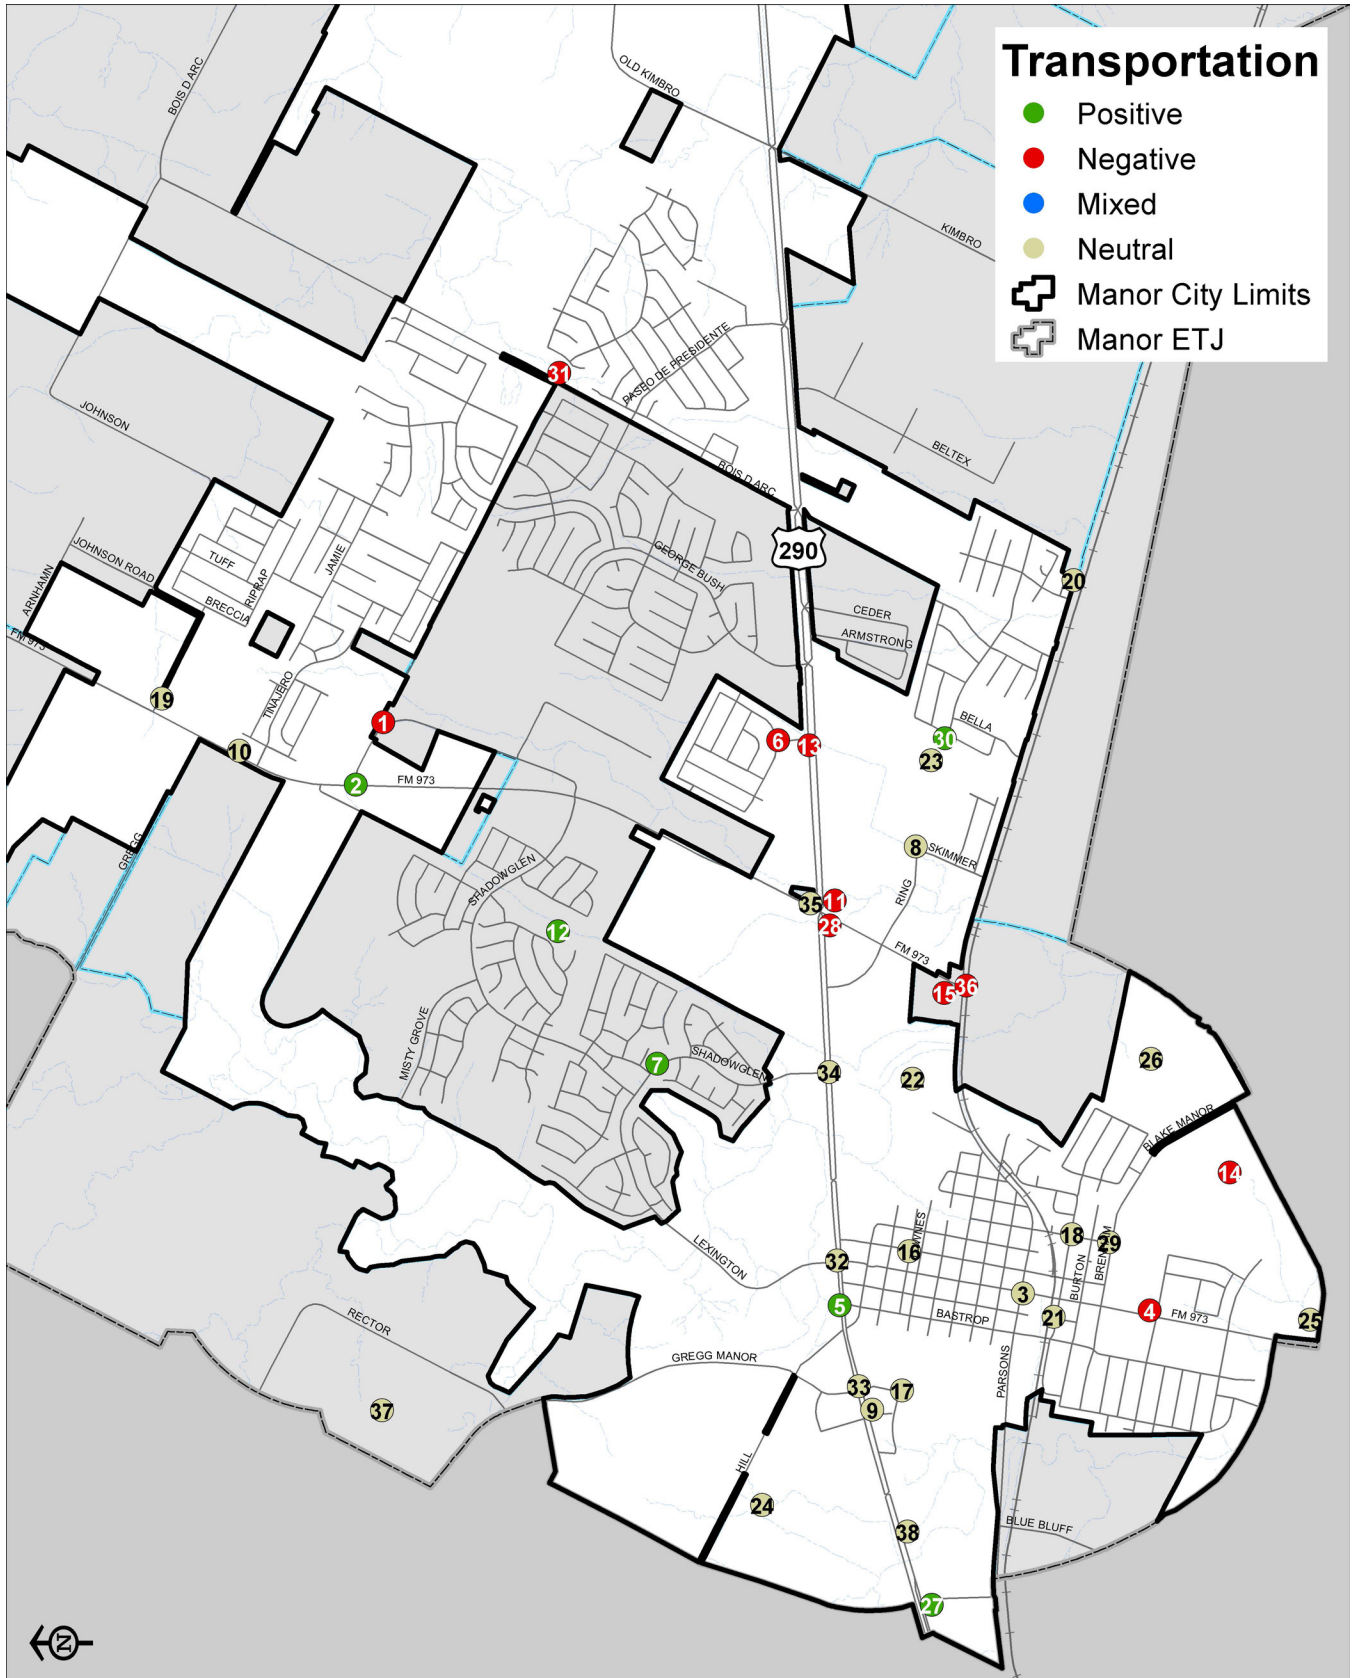 Transportation
Positive
Negative
Mixed
Neutral
Manor City Limits
Manor ETJ
BOIS D ARC
OLD KIMBRO
KIMBRO
31
PASEO DE PRESIDENTE
JOHNSON
BELTEX
BOIS D ARC
290
JOHNSON ROAD
TUFF
JAMIE
GEORGE BUSH
20
ARNHAMN
RIPRAP
BRECCIA
CEDER
ARMSTRONG
FM 973
19
TINAJERO
1
BELLA
6
13
30
10
23
2
FM 973
GREGG
8
SKIMMER
SHADOWGLEN
RING
35
11
28
12
FM 973
15
36
MISTY GROVE
7
SHADOWGLEN
34
22
26
BLAKE MANOR
14
LEXINGTON
32
16
18
29
BURTON
3
5
BASTROP
21
4
FM 973
25
RECTOR
GREGG MANOR
PARSONS
33
17
9
37
HILL
24
38
BLUE BLUFF
27
N